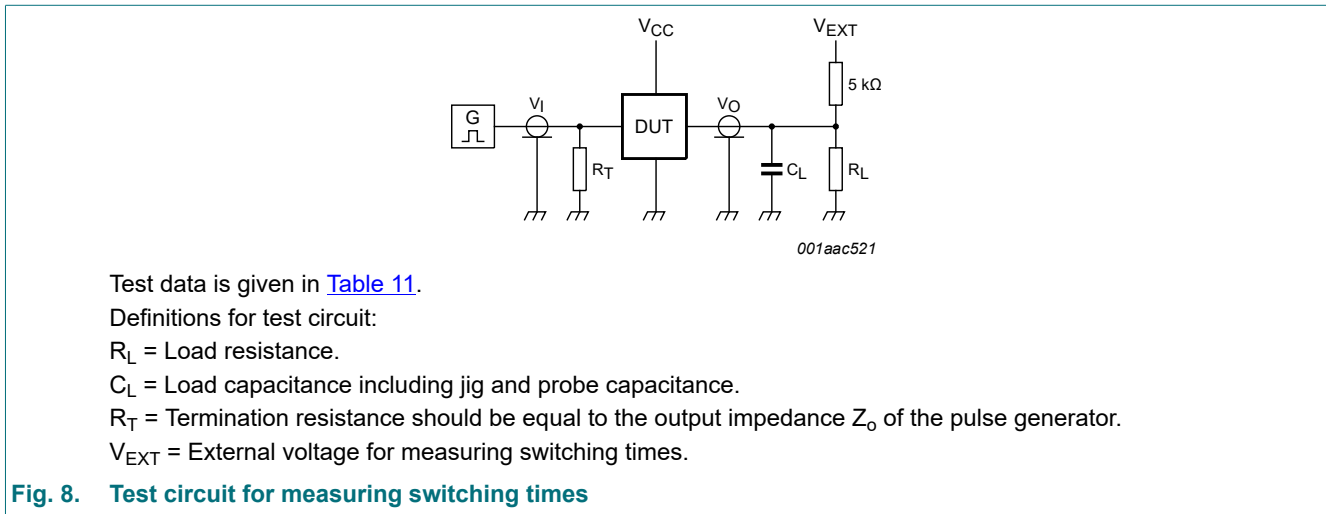 VCC
VEXT
5 kΩ
G
VI
DUT
VO
RT
CL
RL
001aac521
Test data is given in Table 11.
Definitions for test circuit:
RL = Load resistance.
CL = Load capacitance including jig and probe capacitance.
RT = Termination resistance should be equal to the output impedance Zo of the pulse generator.
VEXT = External voltage for measuring switching times.
Fig. 8. Test circuit for measuring switching times